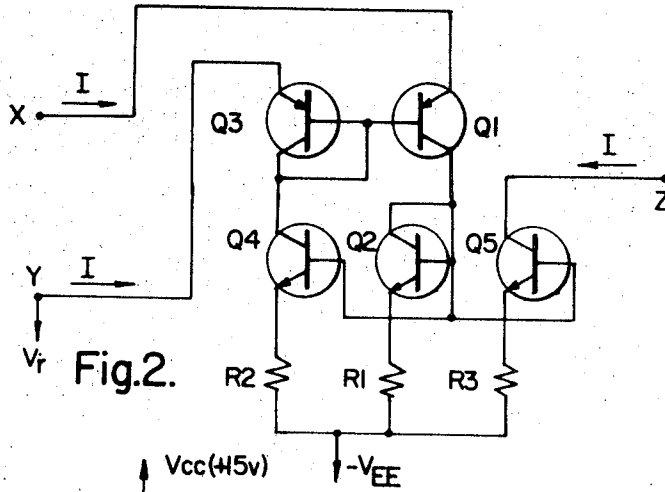 I
X
Q3
Q1
I
Z
Q4
Q2
Q5
Y
I
Vr
Fig.2.
R2
R1
R3
Vcc(+15v)
-VEE